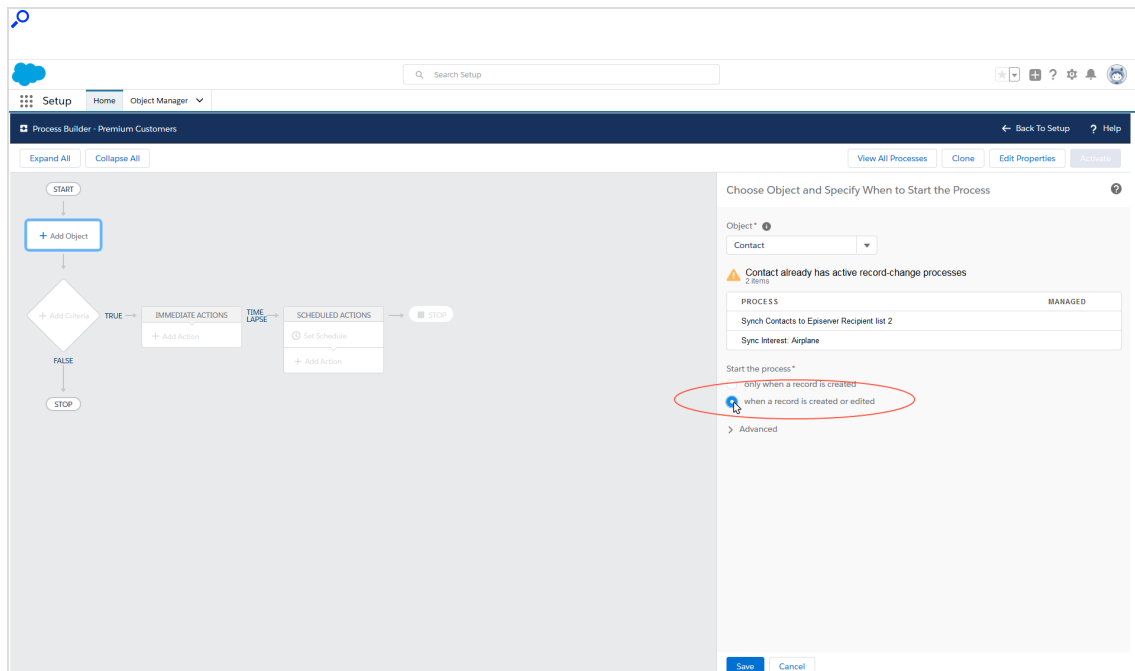 Search Setup
Setup Home Object Manager
Process Builder - Premium Customers Back To Setup ? Help
Expand All Collapse All View All Processes Clone Edit Properties Activate
START
+ Add Object
+ Add Criteria
TRUE
IMMEDIATE ACTIONS
+ Add Action
TIME LAPSE
SCHEDULED ACTIONS
Set Schedule
+ Add Action
STOP
FALSE
STOP
Choose Object and Specify When to Start the Process
Object*
Contact
Contact already has active record-change processes
2 items
PROCESS MANAGED
Synch Contacts to Episerver Recipient list 2
Sync Interest: Airplane
Start the process*
only when a record is created
when a record is created or edited
Advanced
Save Cancel